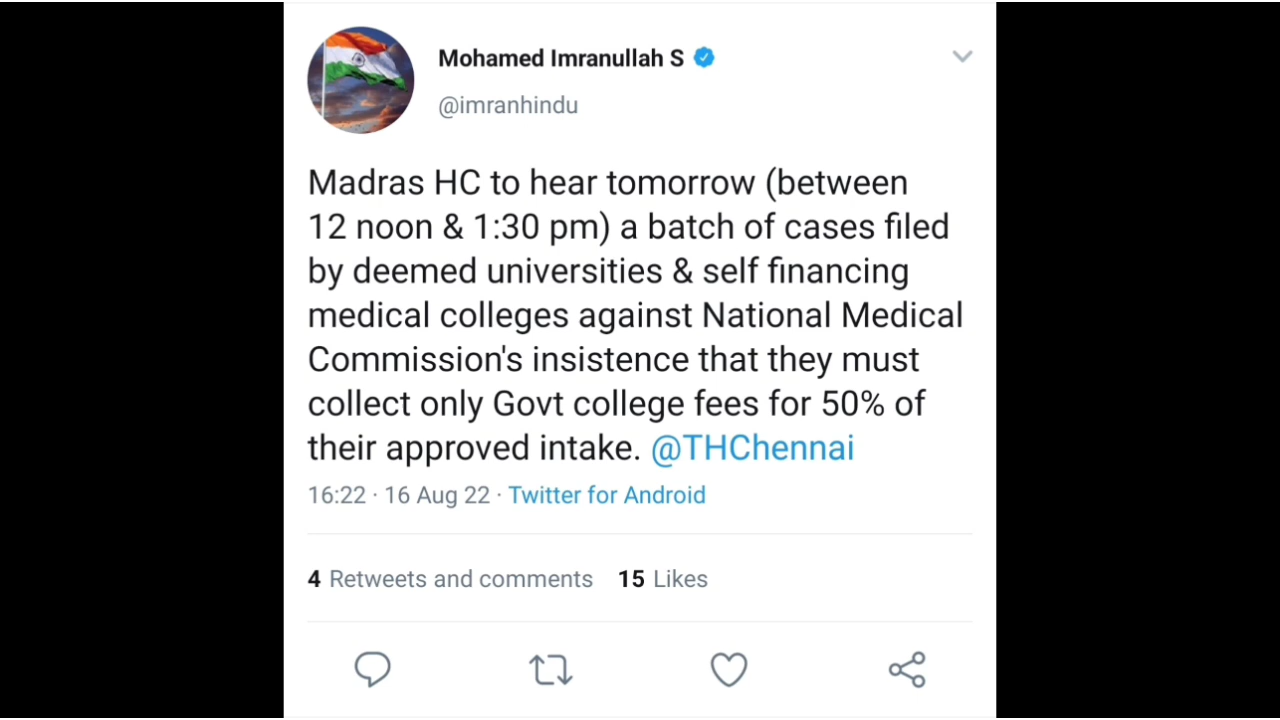 Mohamed Imranullah S
@imranhindu
Madras HC to hear tomorrow (between
12 noon & 1:30 pm) a batch of cases filed
by deemed universities & self financing
medical colleges against National Medical
Commission's insistence that they must
collect only Govt college fees for 50% of
their approved intake. @THChennai
16:22 · 16 Aug 22 · Twitter for Android
4 Retweets and comments 15 Likes